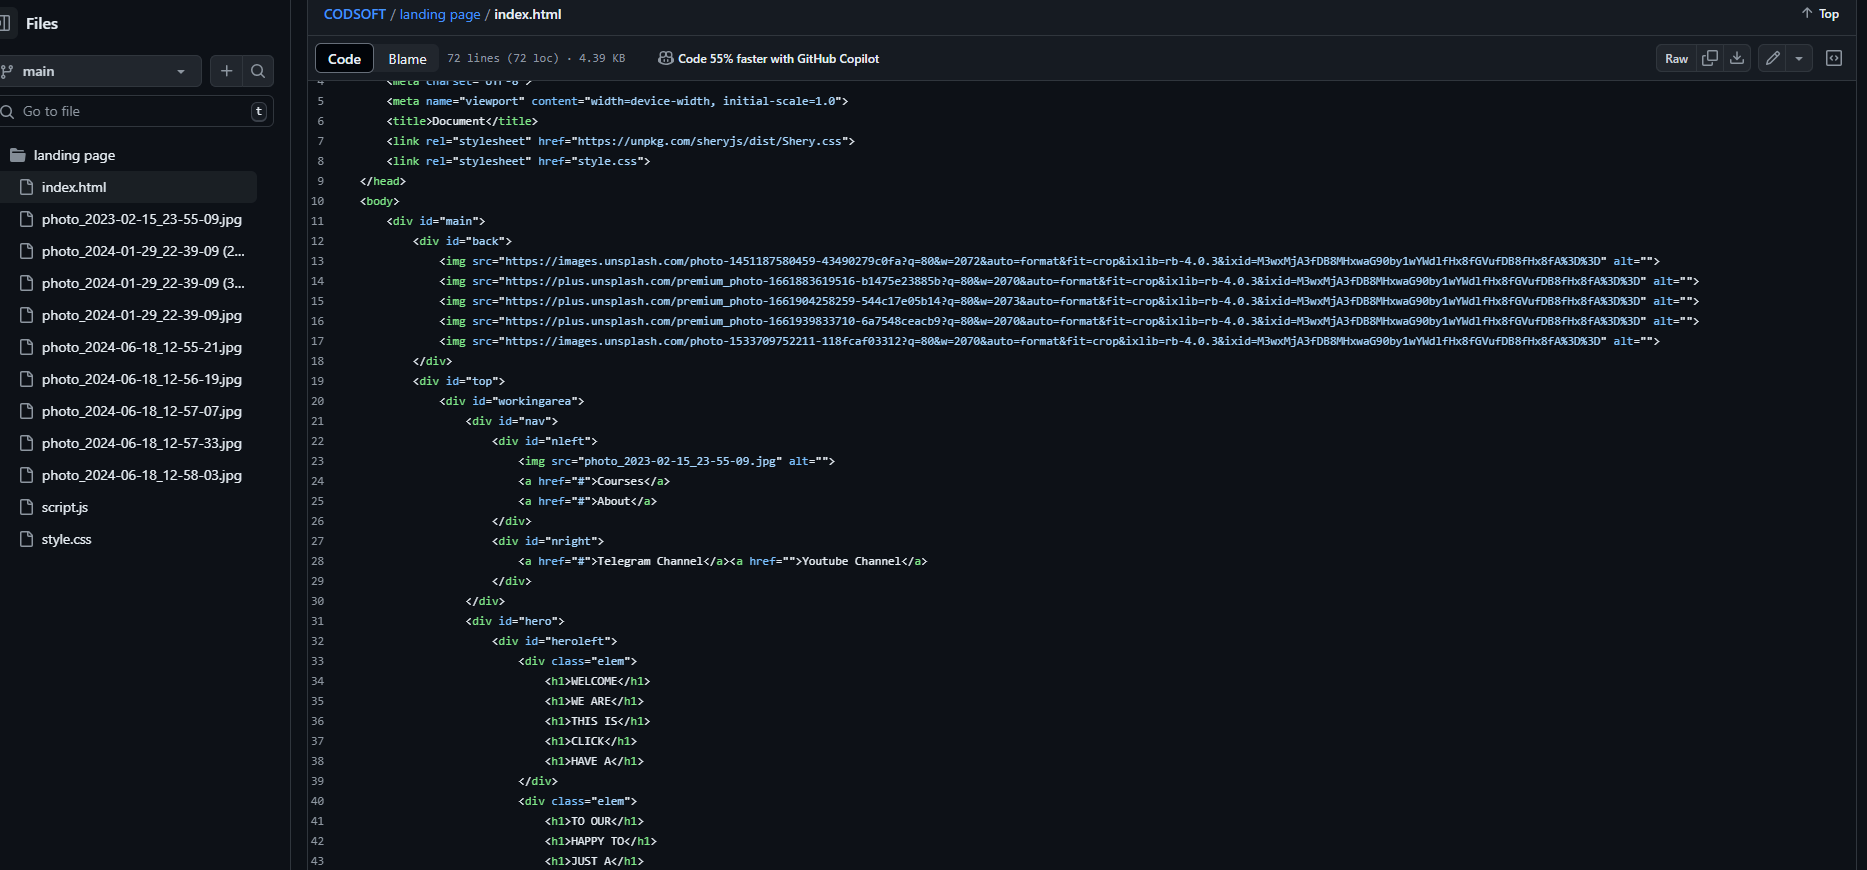 Files
main
Go to file
t
landing page
index.html
photo_2023-02-15_23-55-09.jpg
photo_2024-01-29_22-39-09 (2...
photo_2024-01-29_22-39-09 (3...
photo_2024-01-29_22-39-09.jpg
photo_2024-06-18_12-55-21.jpg
photo_2024-06-18_12-56-19.jpg
photo_2024-06-18_12-57-07.jpg
photo_2024-06-18_12-57-33.jpg
photo_2024-06-18_12-58-03.jpg
script.js
style.css
CODSOFT / landing page / index.html
Top
Code Blame 72 lines (72 loc) · 4.39 KB Code 55% faster with GitHub Copilot
Raw
4 <meta charset="UTF-8">
5 <meta name="viewport" content="width=device-width, initial-scale=1.0">
6 <title>Document</title>
7 <link rel="stylesheet" href="https://unpkg.com/sheryjs/dist/Shery.css">
8 <link rel="stylesheet" href="style.css">
9 </head>
10 <body>
11 <div id="main">
12 <div id="back">
13 <img src="https://images.unsplash.com/photo-1451187580459-43490279c0fa?q=80&w=2072&auto=format&fit=crop&ixlib=rb-4.0.3&ixid=M3wxMjA3fDB8MHxwaG90by1wYWdlfHx8fGVufDB8fHx8fA%3D%3D" alt="">
14 <img src="https://plus.unsplash.com/premium_photo-1661883619516-b1475e23885b?q=80&w=2070&auto=format&fit=crop&ixlib=rb-4.0.3&ixid=M3wxMjA3fDB8MHxwaG90by1wYWdlfHx8fGVufDB8fHx8fA%3D%3D" alt="">
15 <img src="https://plus.unsplash.com/premium_photo-1661904258259-544c17e05b14?q=80&w=2073&auto=format&fit=crop&ixlib=rb-4.0.3&ixid=M3wxMjA3fDB8MHxwaG90by1wYWdlfHx8fGVufDB8fHx8fA%3D%3D" alt="">
16 <img src="https://plus.unsplash.com/premium_photo-1661939833710-6a7548ceacb9?q=80&w=2070&auto=format&fit=crop&ixlib=rb-4.0.3&ixid=M3wxMjA3fDB8MHxwaG90by1wYWdlfHx8fGVufDB8fHx8fA%3D%3D" alt="">
17 <img src="https://images.unsplash.com/photo-1533709752211-118fcaf03312?q=80&w=2070&auto=format&fit=crop&ixlib=rb-4.0.3&ixid=M3wxMjA3fDB8MHxwaG90by1wYWdlfHx8fGVufDB8fHx8fA%3D%3D" alt="">
18 </div>
19 <div id="top">
20 <div id="workingarea">
21 <div id="nav">
22 <div id="nleft">
23 <img src="photo_2023-02-15_23-55-09.jpg" alt="">
24 <a href="#">Courses</a>
25 <a href="#">About</a>
26 </div>
27 <div id="nright">
28 <a href="#">Telegram Channel</a><a href="">Youtube Channel</a>
29 </div>
30 </div>
31 <div id="hero">
32 <div id="heroleft">
33 <div class="elem">
34 <h1>WELCOME</h1>
35 <h1>WE ARE</h1>
36 <h1>THIS IS</h1>
37 <h1>CLICK</h1>
38 <h1>HAVE A</h1>
39 </div>
40 <div class="elem">
41 <h1>TO OUR</h1>
42 <h1>HAPPY TO</h1>
43 <h1>JUST A</h1>